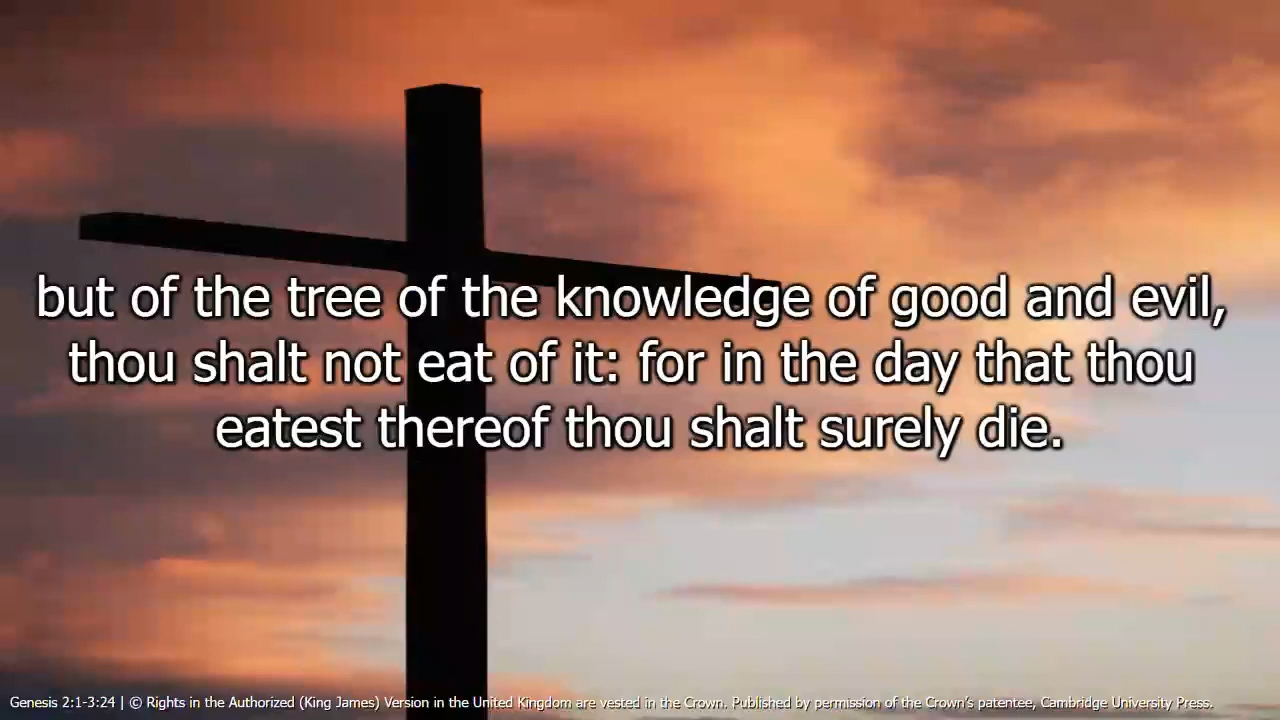 but of the tree of the knowledge of good and evil,
thou shalt not eat of it: for in the day that thou
eatest thereof thou shalt surely die.
Genesis 2:1-3:24 | © Rights in the Authorized (King James) Version in the United Kingdom are vested in the Crown. Published by permission of the Crown’s patentee, Cambridge University Press.